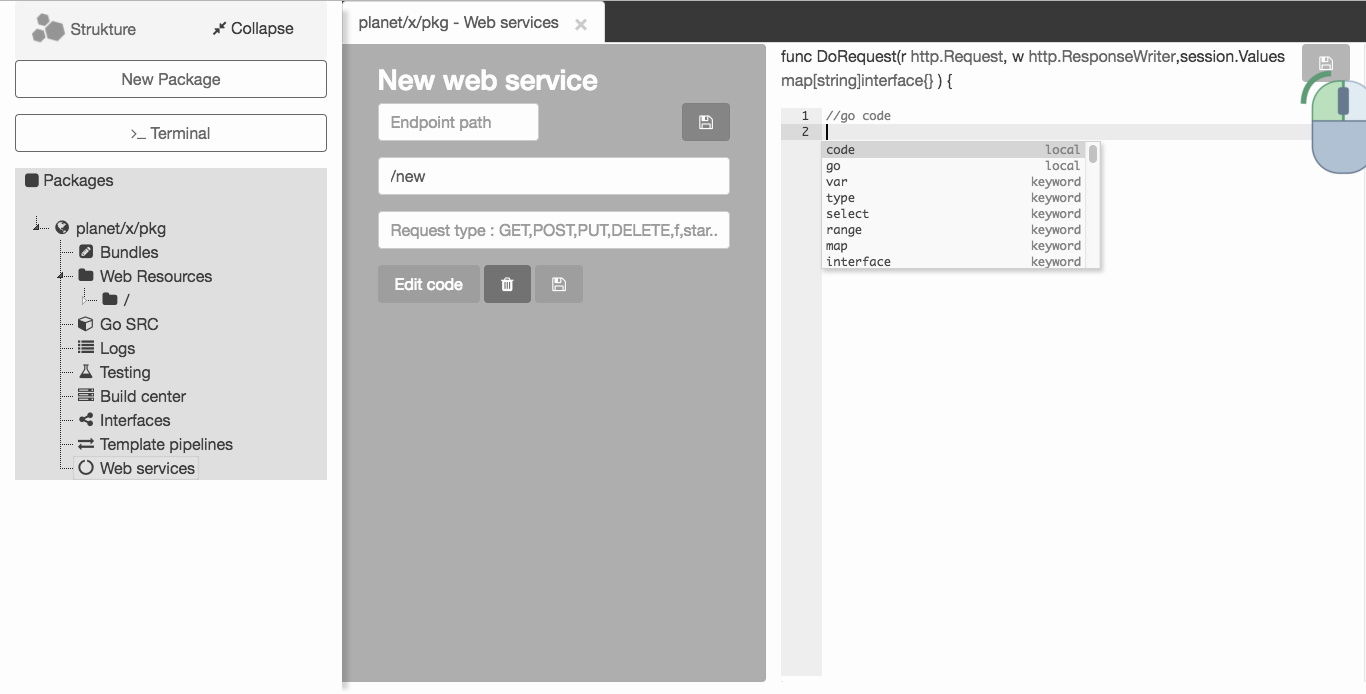 Strukture
Collapse
New Package
>_ Terminal
Packages
planet/x/pkg
Bundles
Web Resources
/
Go SRC
Logs
Testing
Build center
Interfaces
Template pipelines
Web services
planet/x/pkg - Web services ×
New web service
Endpoint path
/new
Request type : GET,POST,PUT,DELETE,f,star..
Edit code
func DoRequest(r http.Request, w http.ResponseWriter,session.Values
map[string]interface{} ) {
1 //go code
2
code local
go local
var keyword
type keyword
select keyword
range keyword
map keyword
interface keyword